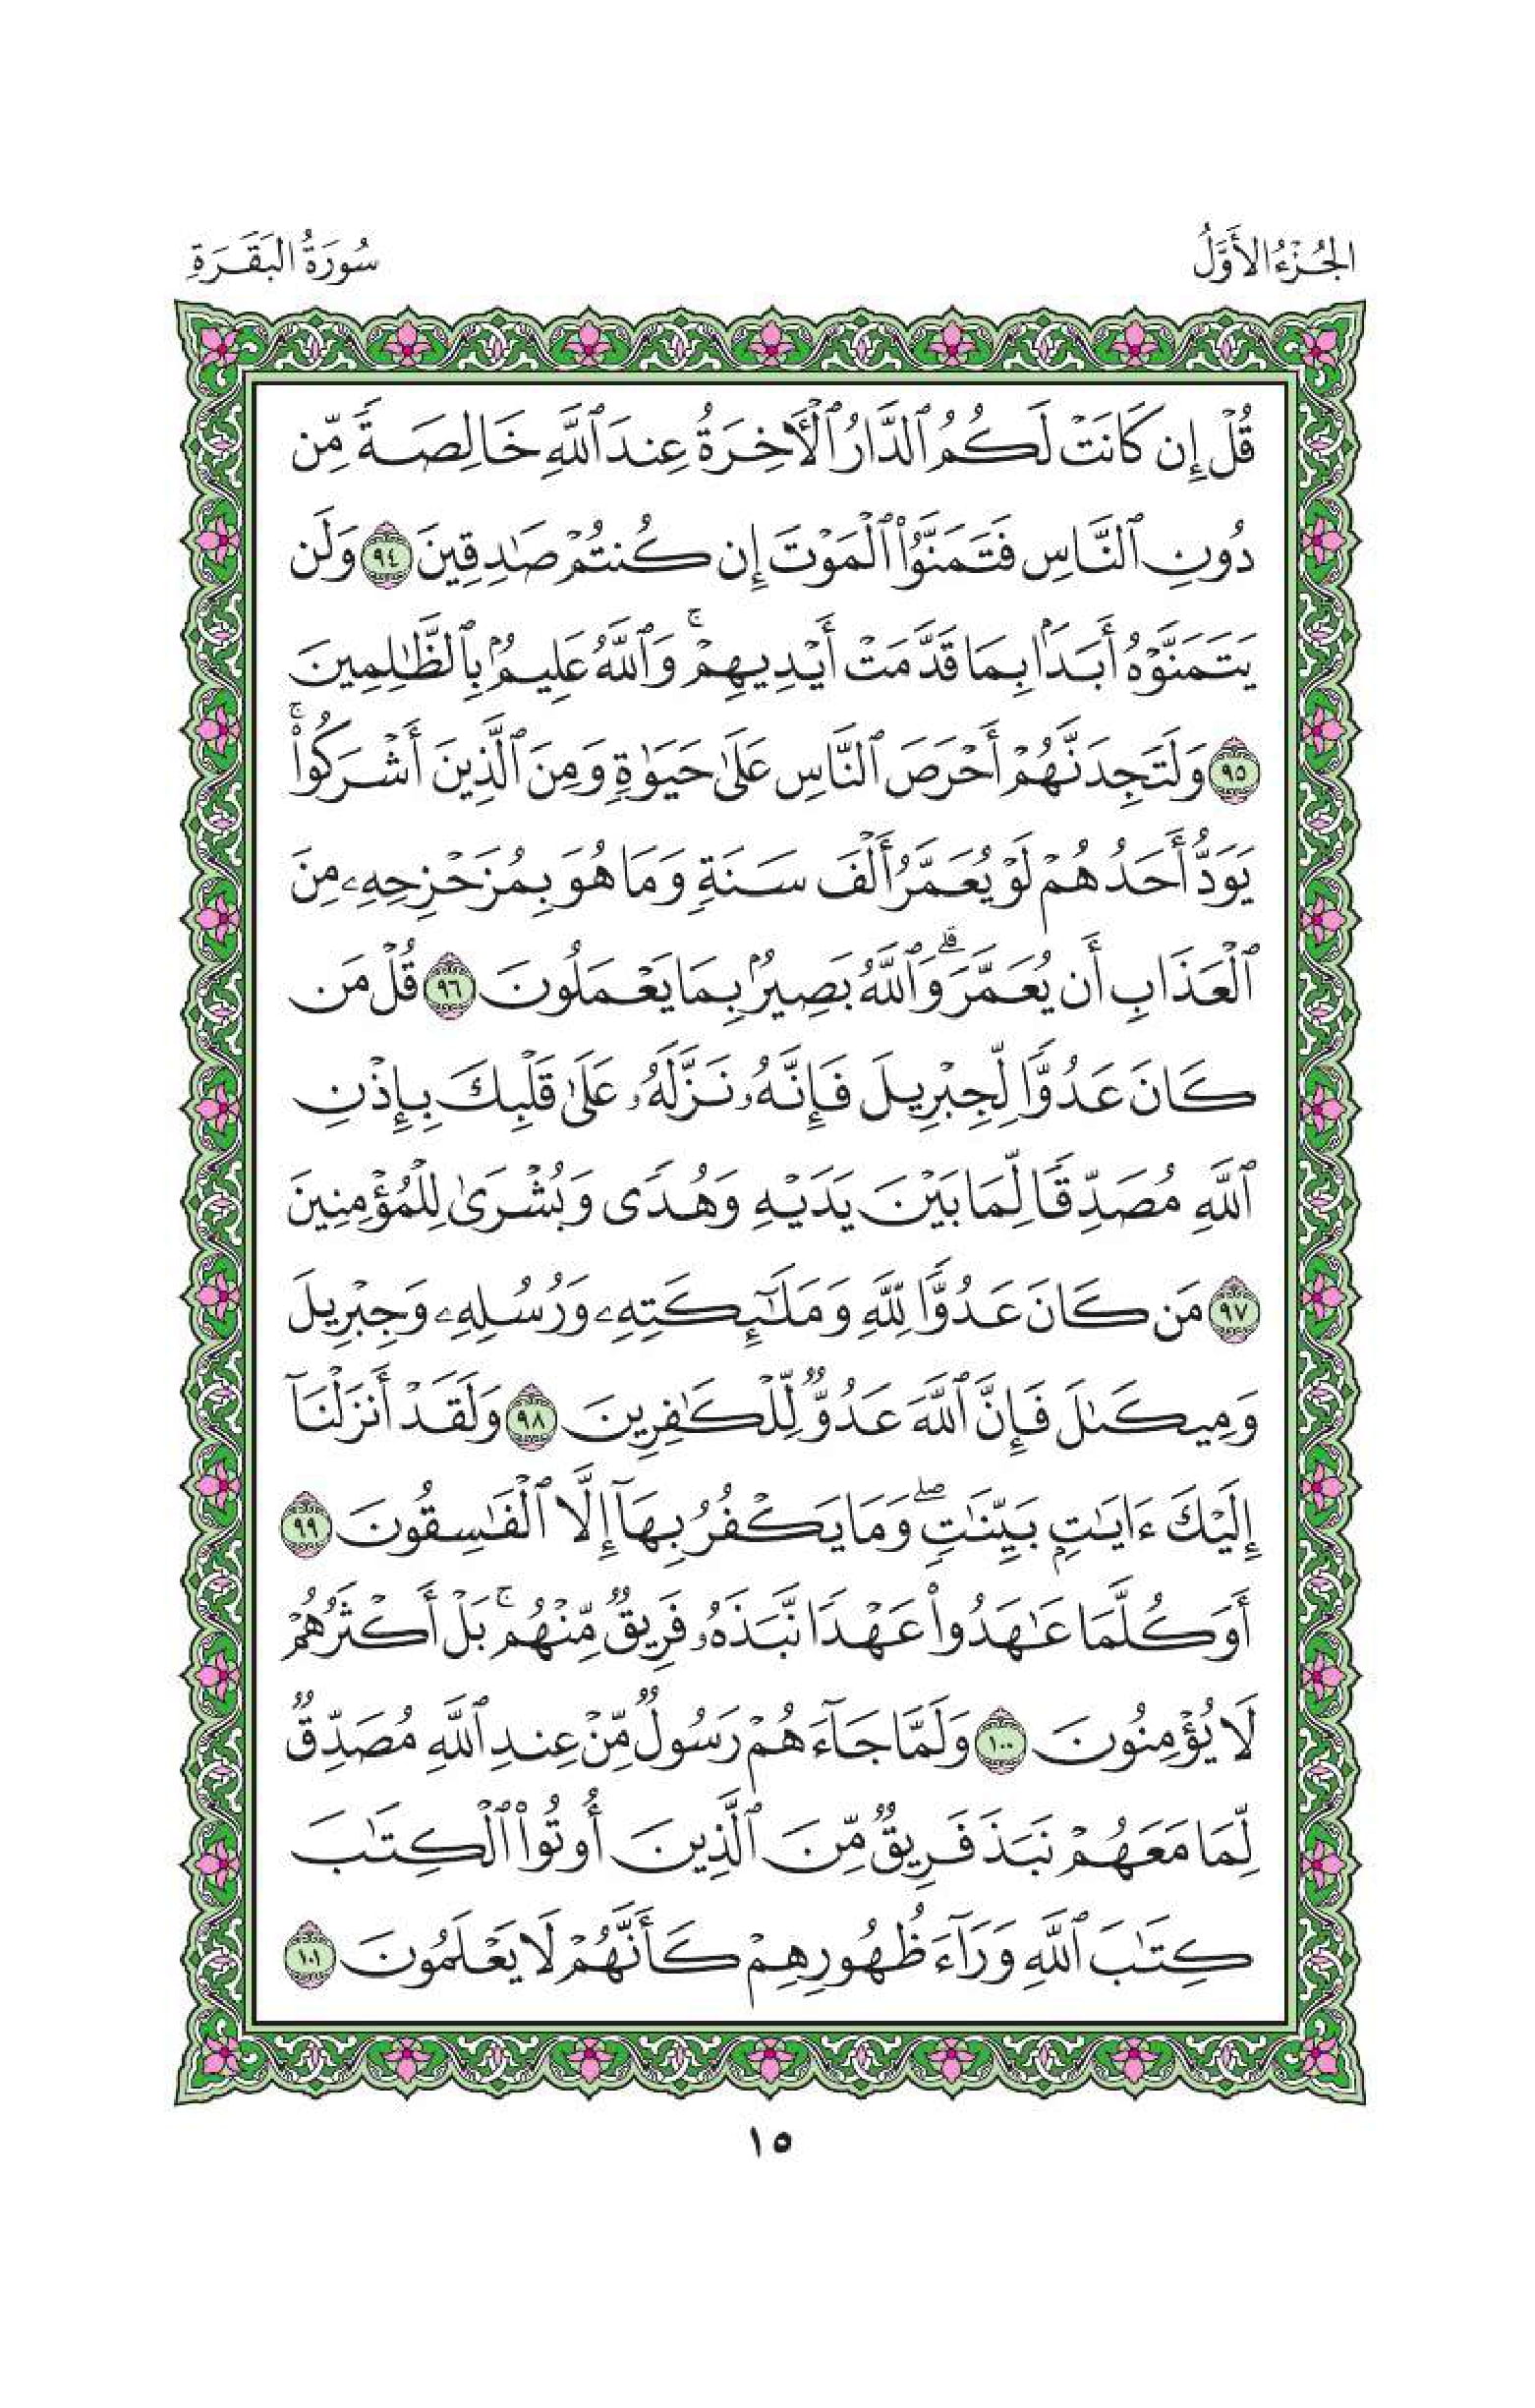 الجُزْءُ الأَوَّلُ
سُورَةُ البَقَرَةِ
قُلْ إِن كَانَتْ لَكُمُ ٱلدَّارُ ٱلْأَخِرَةُ عِندَ ٱللَّهِ خَالِصَةً مِّن
دُونِ ٱلنَّاسِ فَتَمَنَّوُا۟ ٱلْمَوْتَ إِن كُنتُمْ صَٰدِقِينَ ٩٤ وَلَن
يَتَمَنَّوْهُ أَبَدًۢا بِمَا قَدَّمَتْ أَيْدِيهِمْ ۚ وَٱللَّهُ عَلِيمٌۢ بِٱلظَّٰلِمِينَ
٩٥ وَلَتَجِدَنَّهُمْ أَحْرَصَ ٱلنَّاسِ عَلَىٰ حَيَوٰةٍ وَمِنَ ٱلَّذِينَ أَشْرَكُوا۟ ۚ
يَوَدُّ أَحَدُهُمْ لَوْ يُعَمَّرُ أَلْفَ سَنَةٍ وَمَا هُوَ بِمُزَحْزِحِهِۦ مِنَ
ٱلْعَذَابِ أَن يُعَمَّرَ ۗ وَٱللَّهُ بَصِيرٌۢ بِمَا يَعْمَلُونَ ٩٦ قُلْ مَن
كَانَ عَدُوًّا لِّجِبْرِيلَ فَإِنَّهُۥ نَزَّلَهُۥ عَلَىٰ قَلْبِكَ بِإِذْنِ
ٱللَّهِ مُصَدِّقًا لِّمَا بَيْنَ يَدَيْهِ وَهُدًى وَبُشْرَىٰ لِلْمُؤْمِنِينَ
٩٧ مَن كَانَ عَدُوًّا لِّلَّهِ وَمَلَٰٓئِكَتِهِۦ وَرُسُلِهِۦ وَجِبْرِيلَ
وَمِيكَىٰلَ فَإِنَّ ٱللَّهَ عَدُوٌّ لِّلْكَٰفِرِينَ ٩٨ وَلَقَدْ أَنزَلْنَآ
إِلَيْكَ ءَايَٰتٍۭ بَيِّنَٰتٍ ۖ وَمَا يَكْفُرُ بِهَآ إِلَّا ٱلْفَٰسِقُونَ ٩٩
أَوَكُلَّمَا عَٰهَدُوا۟ عَهْدًا نَّبَذَهُۥ فَرِيقٌ مِّنْهُم ۚ بَلْ أَكْثَرُهُمْ
لَا يُؤْمِنُونَ ١٠٠ وَلَمَّا جَآءَهُمْ رَسُولٌ مِّنْ عِندِ ٱللَّهِ مُصَدِّقٌ
لِّمَا مَعَهُمْ نَبَذَ فَرِيقٌ مِّنَ ٱلَّذِينَ أُوتُوا۟ ٱلْكِتَٰبَ
كِتَٰبَ ٱللَّهِ وَرَآءَ ظُهُورِهِمْ كَأَنَّهُمْ لَا يَعْلَمُونَ ١٠١
١٥